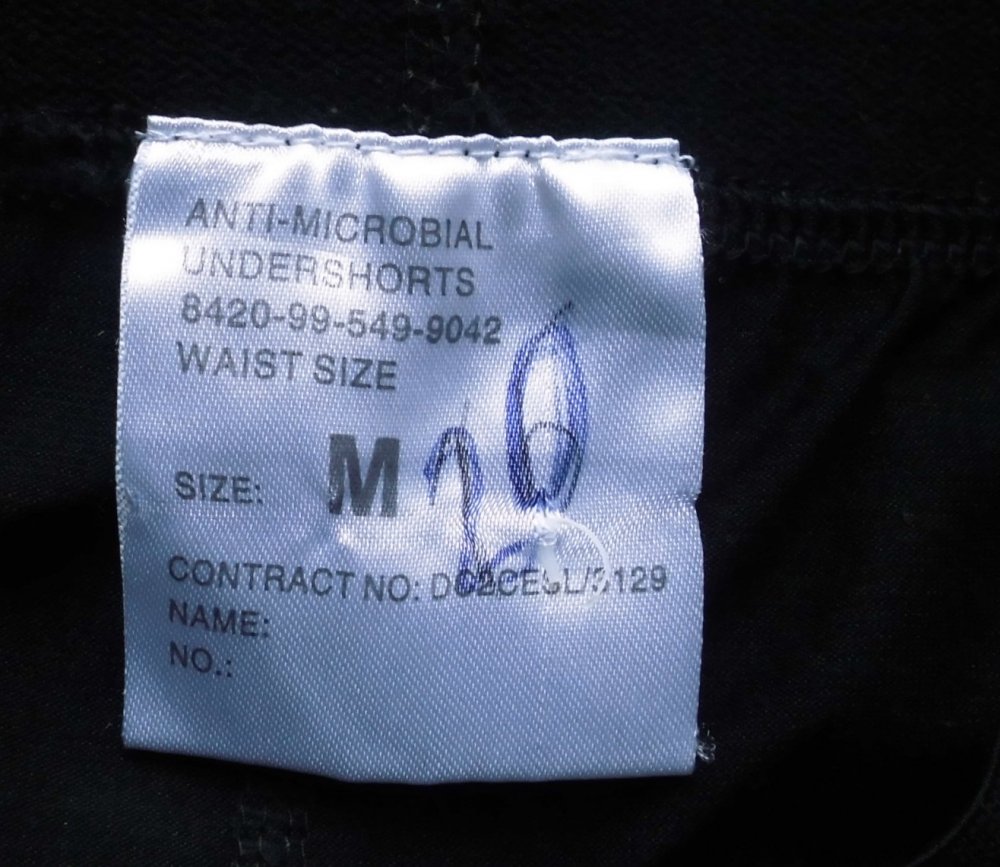 ANTI-MICROBIAL
UNDERSHORTS
8420-99-549-9042
WAIST SIZE
SIZE: M 20
CONTRACT NO:
NAME:
NO.: